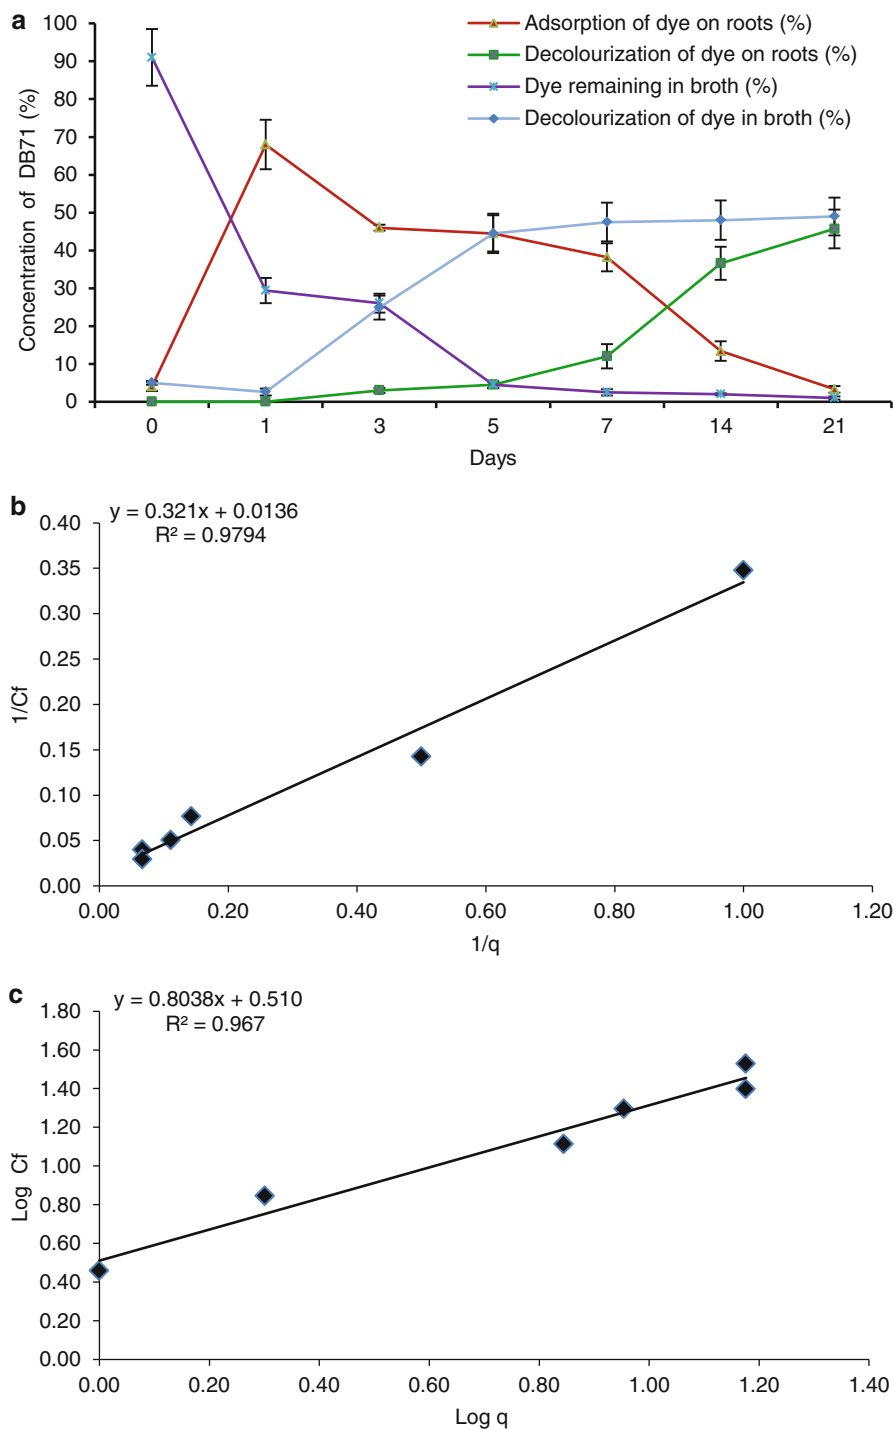 a
Adsorption of dye on roots (%)
Decolourization of dye on roots (%)
Dye remaining in broth (%)
Decolourization of dye in broth (%)
Concentration of DB71 (%)
100
90
80
70
60
50
40
30
20
10
0
0 1 3 5 7 14 21
Days
b
y = 0.321x + 0.0136
R² = 0.9794
1/Cf
0.40
0.35
0.30
0.25
0.20
0.15
0.10
0.05
0.00
0.00 0.20 0.40 0.60 0.80 1.00 1.20
1/q
c
y = 0.8038x + 0.510
R² = 0.967
Log Cf
1.80
1.60
1.40
1.20
1.00
0.80
0.60
0.40
0.20
0.00
0.00 0.20 0.40 0.60 0.80 1.00 1.20 1.40
Log q